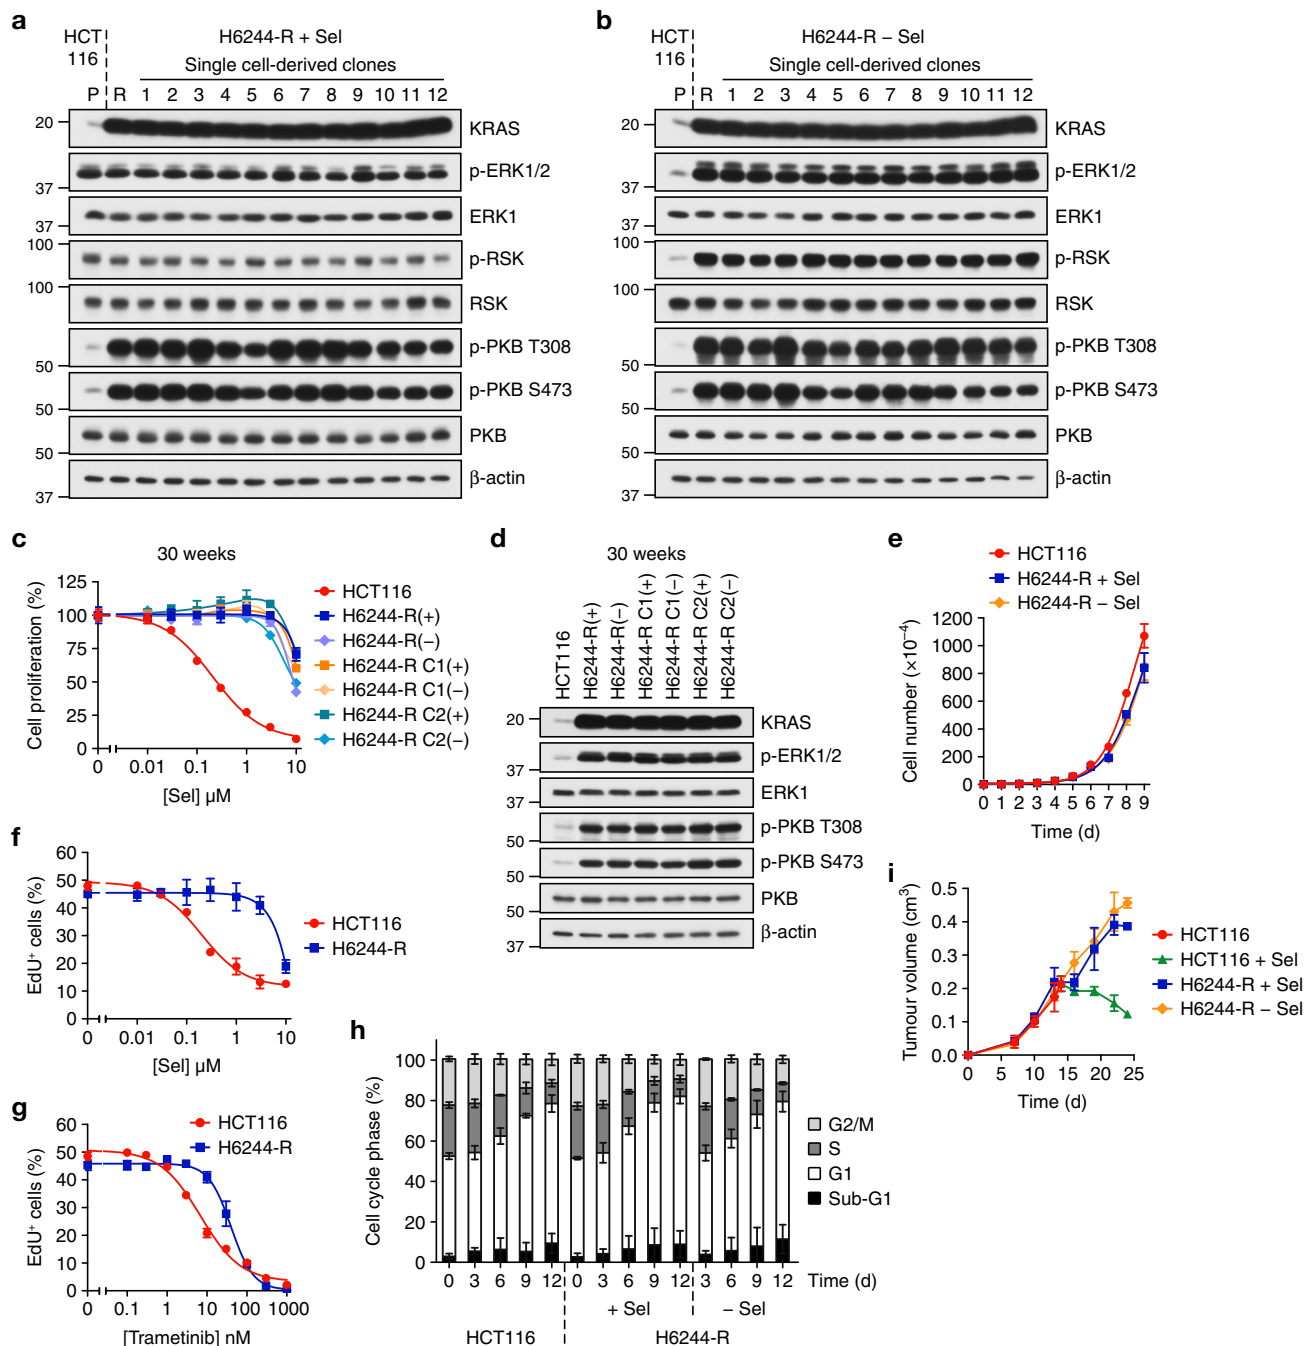 a
HCT
116
H6244-R + Sel
Single cell-derived clones
P R 1 2 3 4 5 6 7 8 9 10 11 12
20
KRAS
p-ERK1/2
37
ERK1
37
100
p-RSK
100
RSK
p-PKB T308
50
p-PKB S473
50
PKB
50
β-actin
37
b
HCT
116
H6244-R – Sel
Single cell-derived clones
P R 1 2 3 4 5 6 7 8 9 10 11 12
20
KRAS
p-ERK1/2
37
ERK1
37
100
p-RSK
100
RSK
p-PKB T308
50
p-PKB S473
50
PKB
50
β-actin
37
c
30 weeks
Cell proliferation (%)
125
100
75
50
25
0
0 0.01 0.1 1 10
[Sel] μM
HCT116
H6244-R(+)
H6244-R(–)
H6244-R C1(+)
H6244-R C1(–)
H6244-R C2(+)
H6244-R C2(–)
d
30 weeks
HCT116
H6244-R(+)
H6244-R(–)
H6244-R C1(+)
H6244-R C1(–)
H6244-R C2(+)
H6244-R C2(–)
20
KRAS
p-ERK1/2
37
ERK1
37
p-PKB T308
50
p-PKB S473
50
PKB
50
β-actin
37
e
HCT116
H6244-R + Sel
H6244-R – Sel
Cell number (×10⁻⁴)
1200
1000
800
600
400
200
0
0 1 2 3 4 5 6 7 8 9
Time (d)
f
EdU⁺ cells (%)
60
50
40
30
20
10
0
0 0.01 0.1 1 10
[Sel] μM
HCT116
H6244-R
g
EdU⁺ cells (%)
60
50
40
30
20
10
0
0 0.1 1 10 100 1000
[Trametinib] nM
HCT116
H6244-R
h
Cell cycle phase (%)
100
80
60
40
20
0
0 3 6 9 12 0 3 6 9 12 3 6 9 12 Time (d)
+ Sel – Sel
HCT116 H6244-R
G2/M
S
G1
Sub-G1
i
Tumour volume (cm³)
0.5
0.4
0.3
0.2
0.1
0.0
0 5 10 15 20 25
Time (d)
HCT116
HCT116 + Sel
H6244-R + Sel
H6244-R – Sel